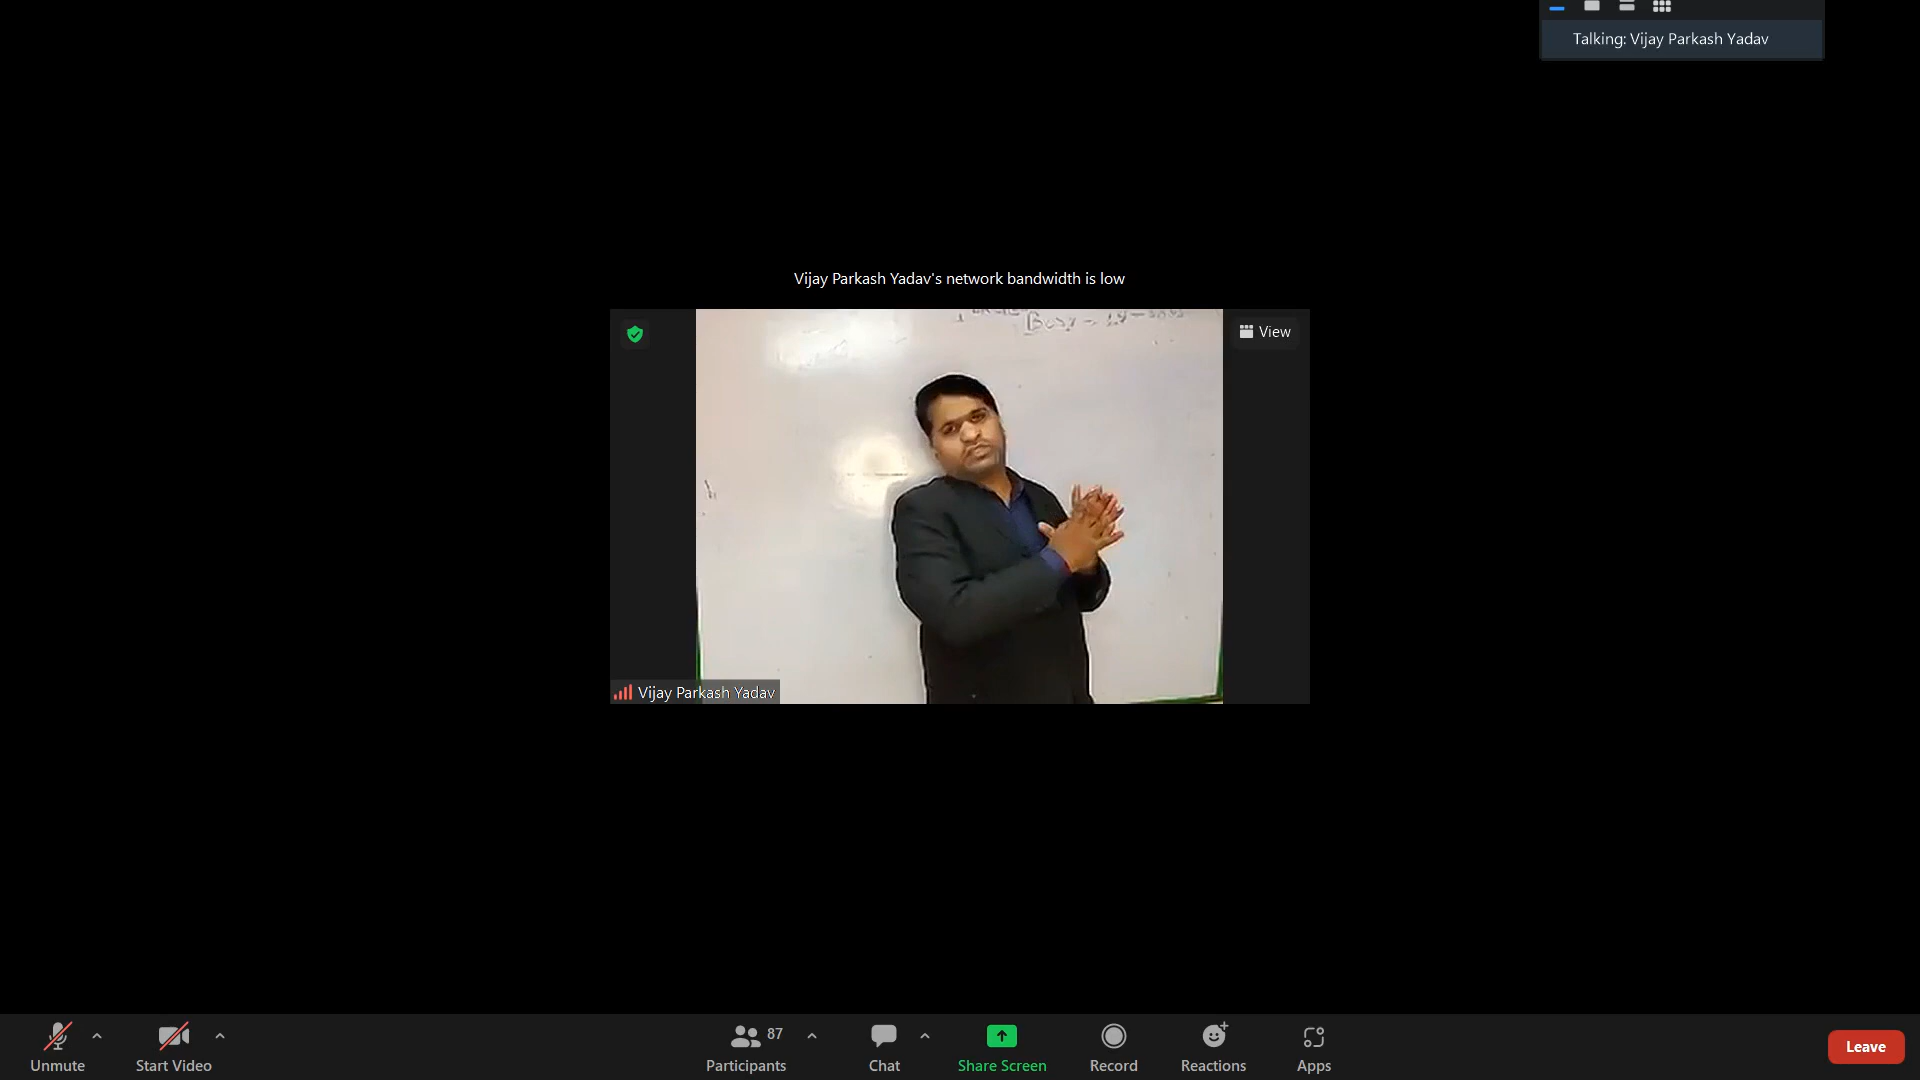 Talking: Vijay Parkash Yadav
Vijay Parkash Yadav's network bandwidth is low
View
Vijay Parkash Yadav
Unmute
Start Video
87
Participants
Chat
Share Screen
Record
Reactions
Apps
Leave